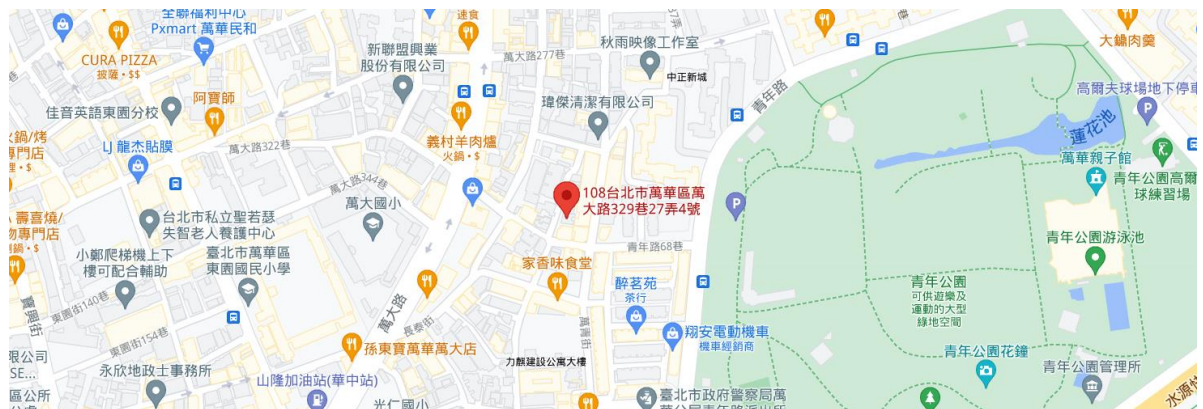 全聯福利中心
Pxmart 萬華民和
速食
CURA PIZZA
披薩・$$
新聯盟興業
股份有限公司
萬大路277巷
秋雨映像工作室
中正新城
大鏞肉羹
佳音英語東園分校
阿寶師
瑋傑清潔有限公司
青年路
高爾夫球場地下停車
蓮花池
LJ 龍杰貼膜
萬大路322巷
義村羊肉爐
火鍋・$
萬華親子館
青年公園高爾
球練習場
萬大路344巷
萬大國小
108台北市萬華區萬
大路329巷27弄4號
台北市私立聖若瑟
失智老人養護中心
小鄭爬梯機上下
樓可配合輔助
臺北市萬華區
東園國民小學
青年路68巷
青年公園游泳池
家香味食堂
醉茗苑
茶行
青年公園
可供遊樂及
運動的大型
綠地空間
寶興街
東園街140巷
東園街154巷
萬大路
長泰街
萬青街
翔安電動機車
機車經銷商
孫東寶萬華萬大店
力麒建設公寓大樓
青年公園花鐘
青年公園管理所
永欣地政士事務所
山隆加油站(華中站)
光仁國小
臺北市政府警察局萬
水源快